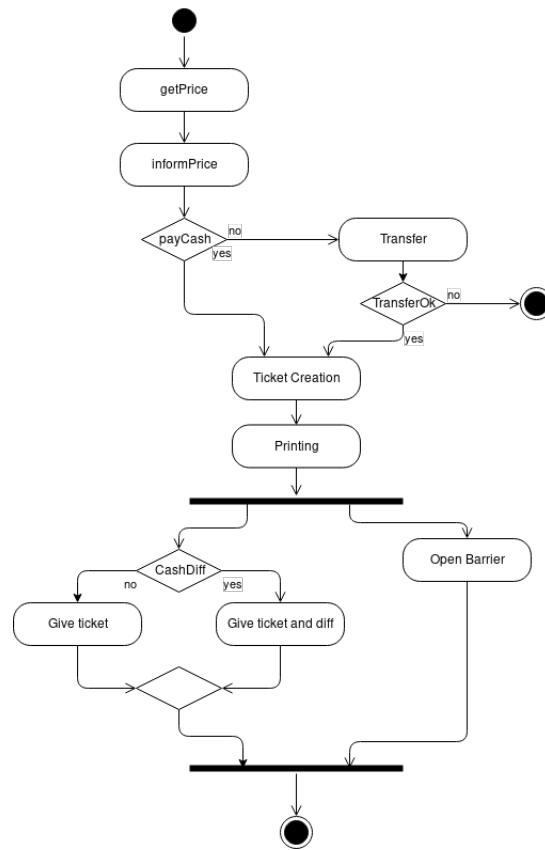 getPrice
informPrice
payCash
no
yes
Transfer
TransferOk
no
yes
Ticket Creation
Printing
CashDiff
no
yes
Open Barrier
Give ticket
Give ticket and diff